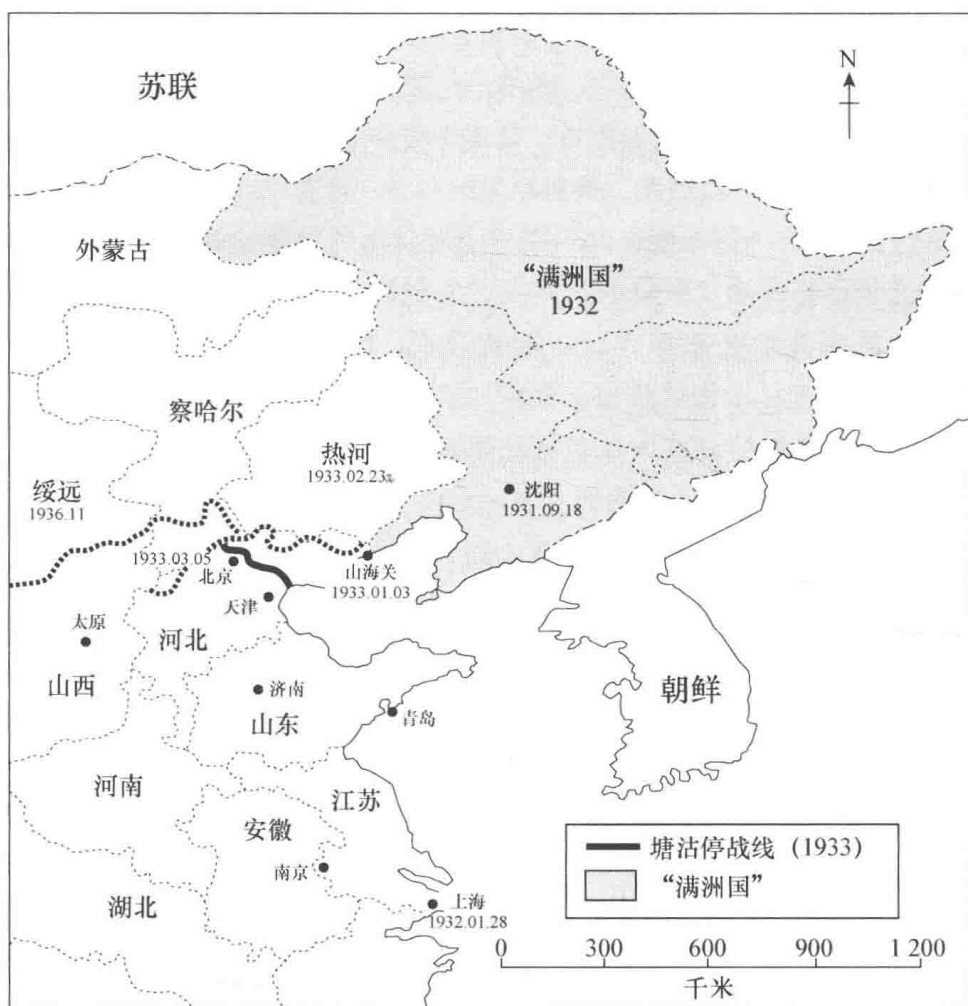 苏联
N
外蒙古
“满洲国”
1932
察哈尔
热河
1933.02.23
绥远
1936.11
沈阳
1931.09.18
1933.03.05
北京
山海关
1933.01.03
天津
太原
河北
山西
济南
山东
青岛
朝鲜
河南
江苏
安徽
南京
湖北
上海
1932.01.28
塘沽停战线（1933）
“满洲国”
0 300 600 900 1 200
千米